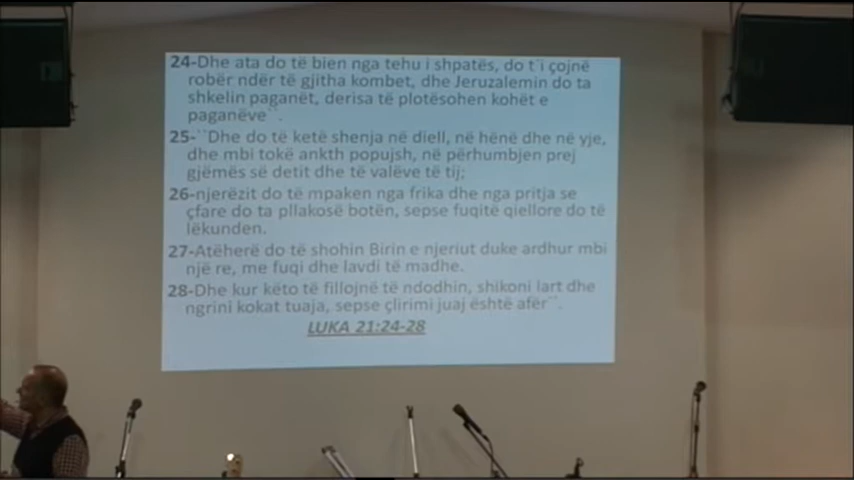 24-Dhe ata do të bien nga tehu i shpatës, do t`i çojnë
robër ndër të gjitha kombet, dhe Jeruzalemin do ta
shkelin paganët, derisa të plotësohen kohët e
paganëve``.
25-``Dhe do të ketë shenja në diell, në hënë dhe në yje,
dhe mbi tokë ankth popujsh, në përhumbjen prej
gjëmës së detit dhe të valëve të tij;
26-njerëzit do të mpaken nga frika dhe nga pritja se
çfare do ta pllakosë botën, sepse fuqitë qiellore do të
lëkunden.
27-Atëherë do të shohin Birin e njeriut duke ardhur mbi
një re, me fuqi dhe lavdi të madhe.
28-Dhe kur këto të fillojnë të ndodhin, shikoni lart dhe
ngrini kokat tuaja, sepse çlirimi juaj është afër``.
LUKA 21:24-28